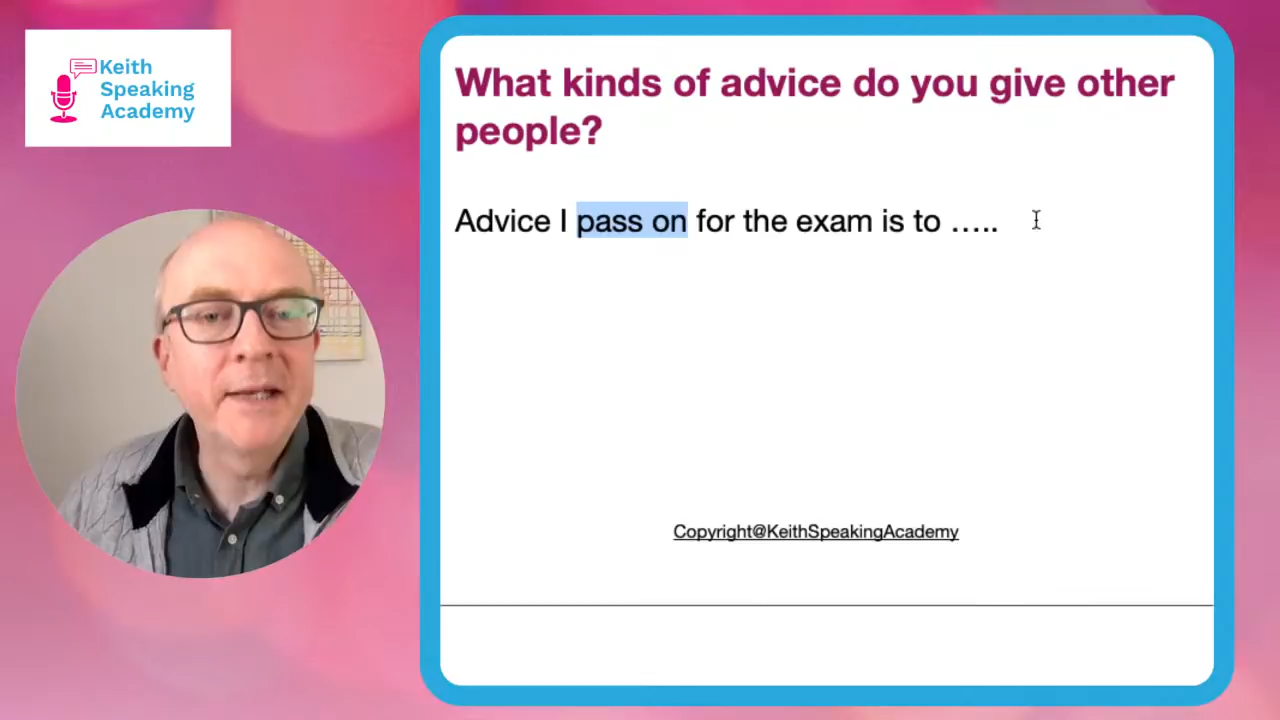 Keith
Speaking
Academy
What kinds of advice do you give other
people?
Advice I pass on for the exam is to .....
Copyright@KeithSpeakingAcademy